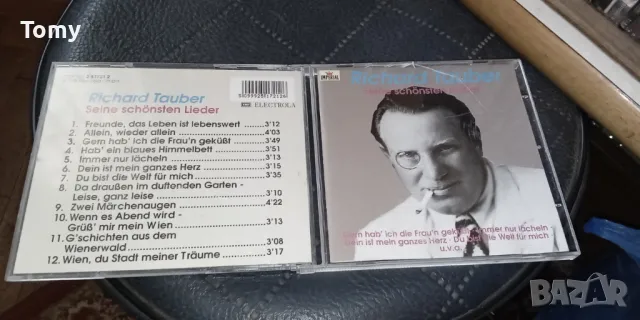 Tomy
Richard Tauber
Seine schönsten Lieder
EMI ELECTROLA
1. Freunde, das Leben ist lebenswert 3'12
2. Allein, wieder allein 4'03
3. Gern hab' ich die Frau'n geküßt 3'49
4. Hab' ein blaues Himmelbett 3'51
5. Immer nur lächeln 3'13
6. Dein ist mein ganzes Herz 3'15
7. Du bist die Welt für mich 3'35
8. Da draußen im duftenden Garten -
Leise, ganz leise 3'10
9. Zwei Märchenaugen 4'22
10. Wenn es Abend wird -
Grüß' mir mein Wien 3'13
11. G'schichten aus dem
Wienerwald 3'08
12. Wien, du Stadt meiner Träume 3'17
IMPERIAL
Richard Tauber
Seine schönsten Lieder
Gern hab' ich die Frau'n geküßt · Immer nur lächeln
Dein ist mein ganzes Herz · Du bist die Welt für mich
u.v.a.
BAZAR